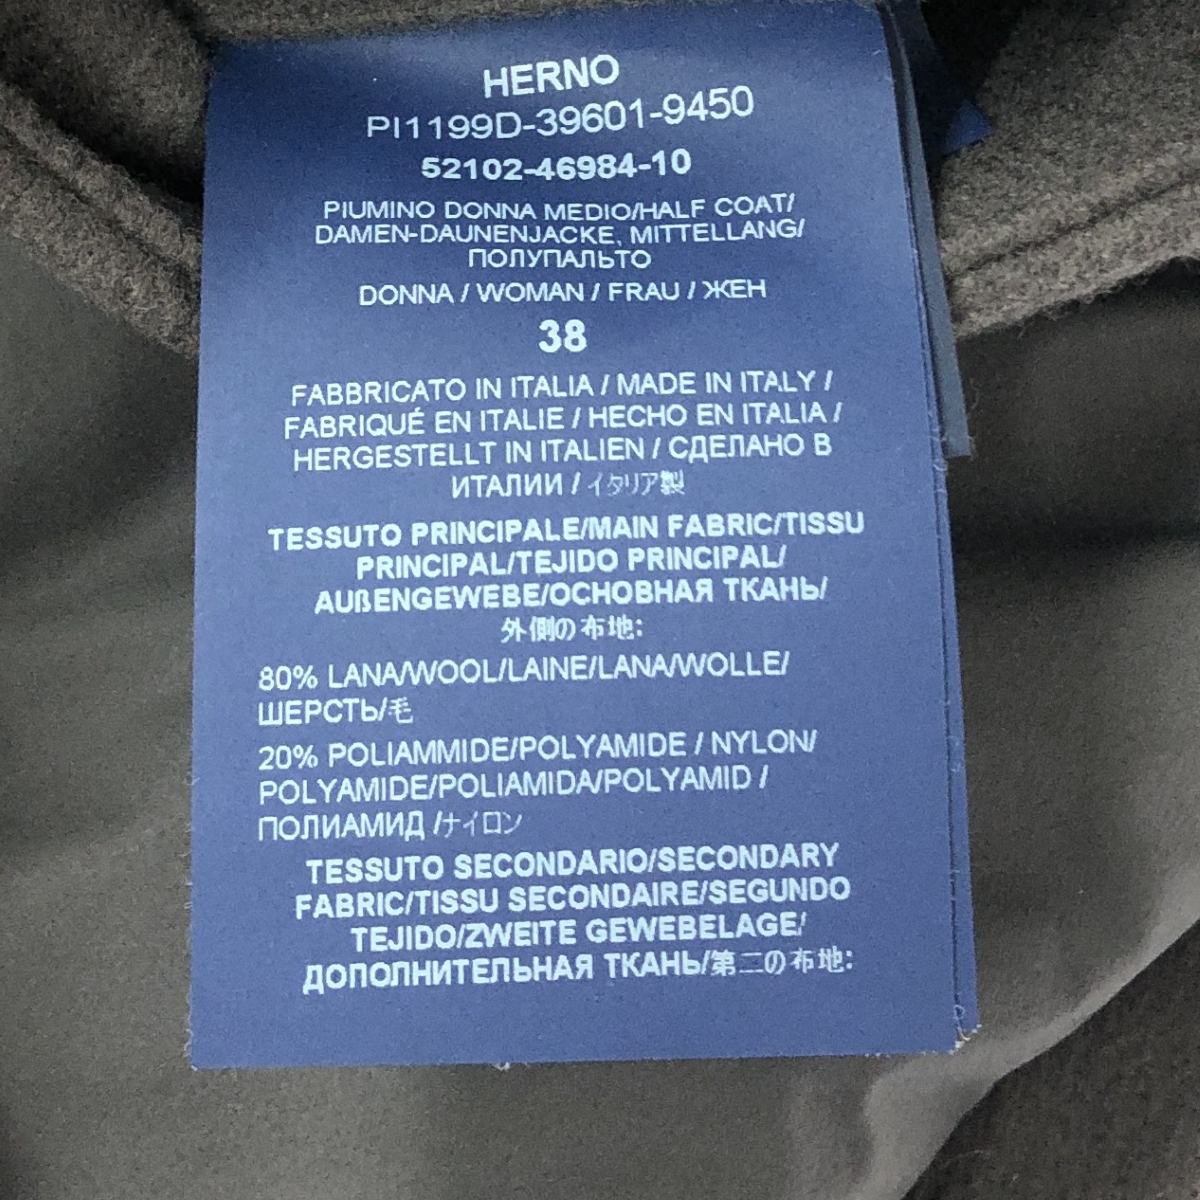 HERNO
PI1199D-39601-9450
52102-46984-10
PIUMINO DONNA MEDIO/HALF COAT/
DAMEN-DAUNENJACKE, MITTELLANG/
ПОЛУПАЛЬТО
DONNA / WOMAN / FRAU / ЖЕН
38
FABBRICATO IN ITALIA / MADE IN ITALY /
FABRIQUÉ EN ITALIE / HECHO EN ITALIA /
HERGESTELLT IN ITALIEN / СДЕЛАНО В
ИТАЛИИ / イタリア製
TESSUTO PRINCIPALE/MAIN FABRIC/TISSU
PRINCIPAL/TEJIDO PRINCIPAL/
AUßENGEWEBE/ОСНОВНАЯ ТКАНЬ/
外側の布地:
80% LANA/WOOL/LAINE/LANA/WOLLE/
ШЕРСТЬ/毛
20% POLIAMMIDE/POLYAMIDE / NYLON/
POLYAMIDE/POLIAMIDA/POLYAMID /
ПОЛИАМИД /ナイロン
TESSUTO SECONDARIO/SECONDARY
FABRIC/TISSU SECONDAIRE/SEGUNDO
TEJIDO/ZWEITE GEWEBELAGE/
ДОПОЛНИТЕЛЬНАЯ ТКАНЬ/第二の布地: